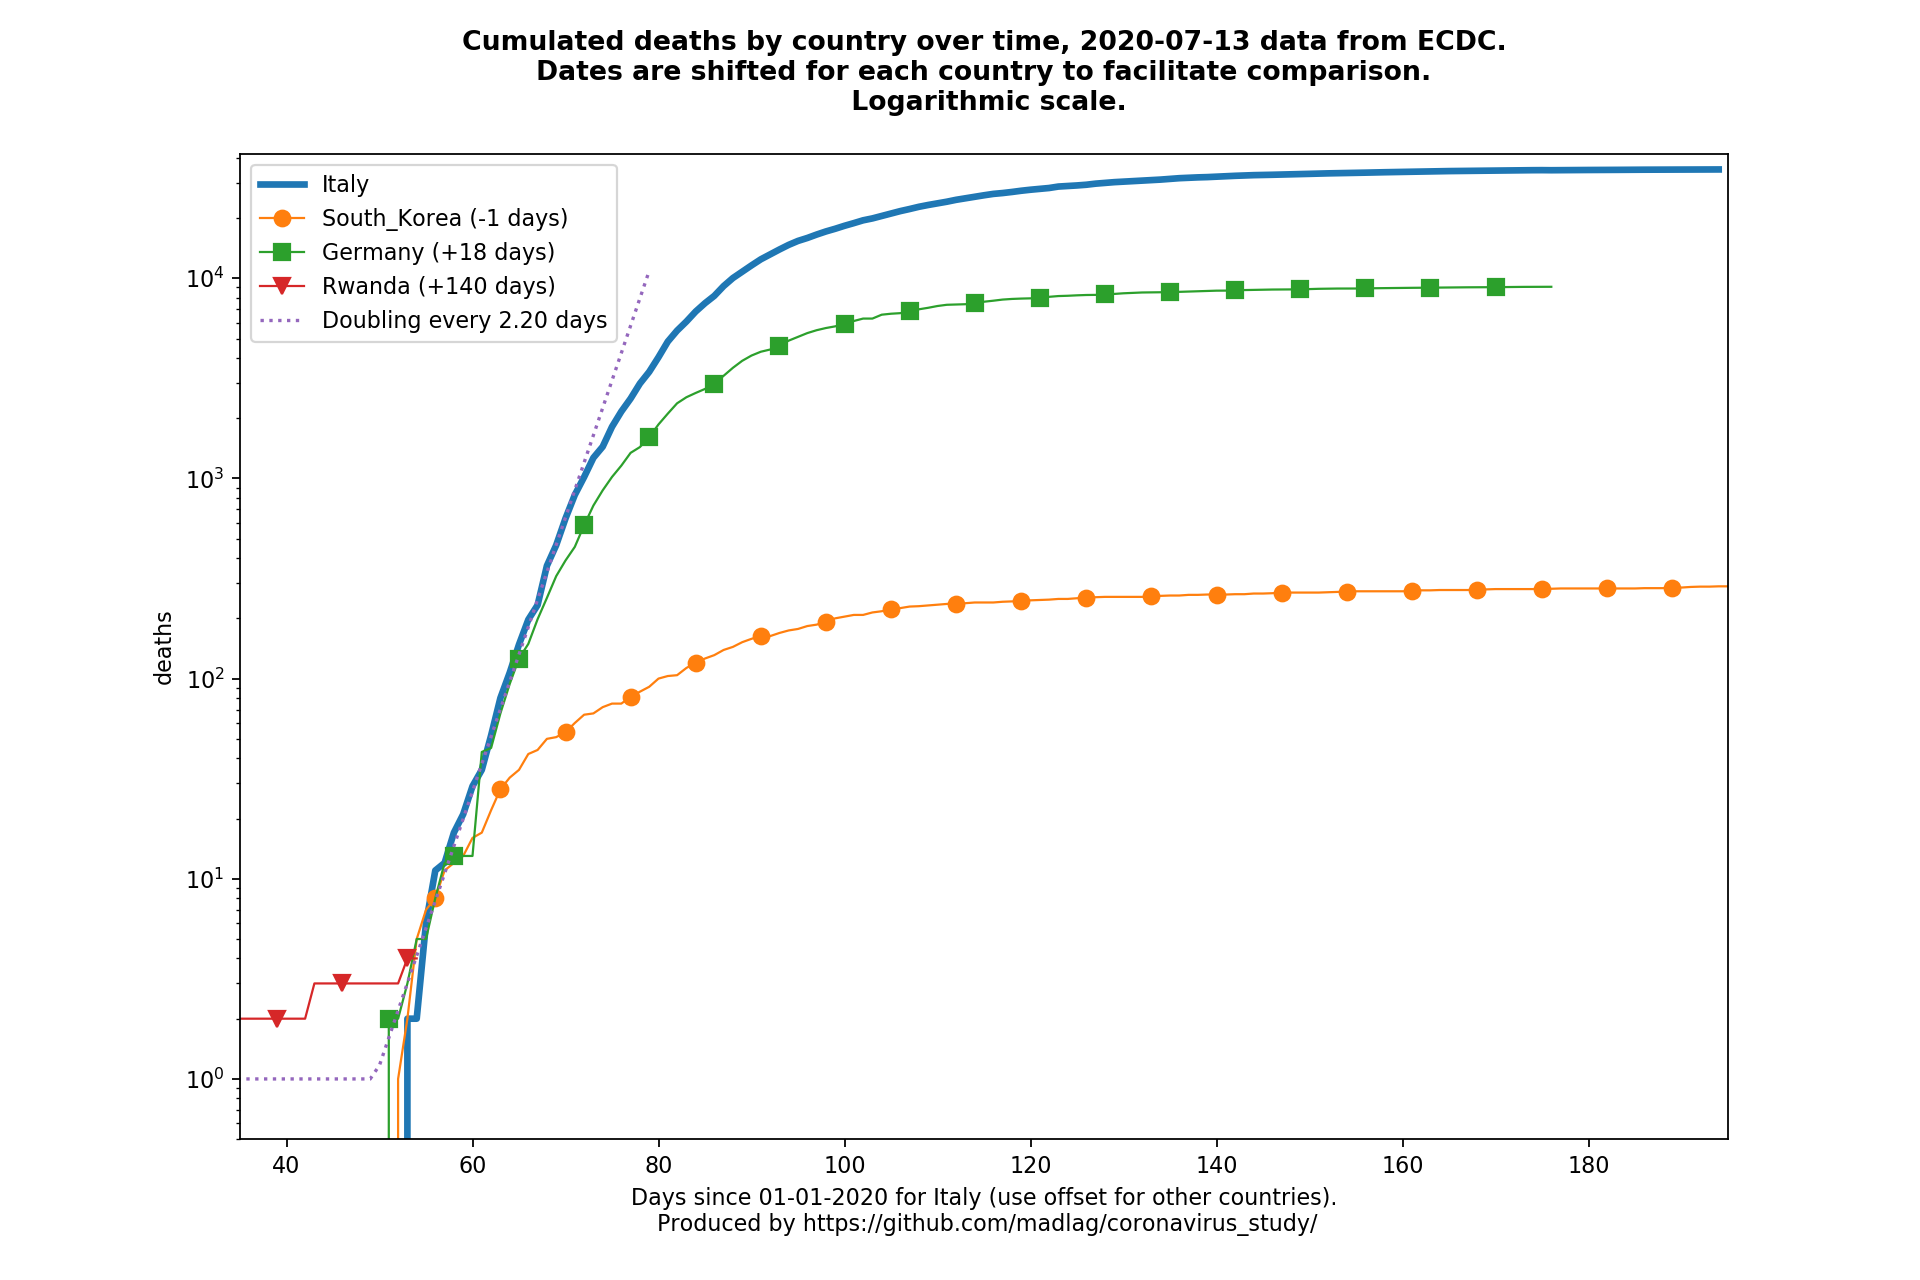 Cumulated deaths by country over time, 2020-07-13 data from ECDC.
Dates are shifted for each country to facilitate comparison.
Logarithmic scale.
Italy
South_Korea (-1 days)
Germany (+18 days)
Rwanda (+140 days)
Doubling every 2.20 days
10⁴
10³
10²
10¹
10⁰
deaths
40 60 80 100 120 140 160 180
Days since 01-01-2020 for Italy (use offset for other countries).
Produced by https://github.com/madlag/coronavirus_study/